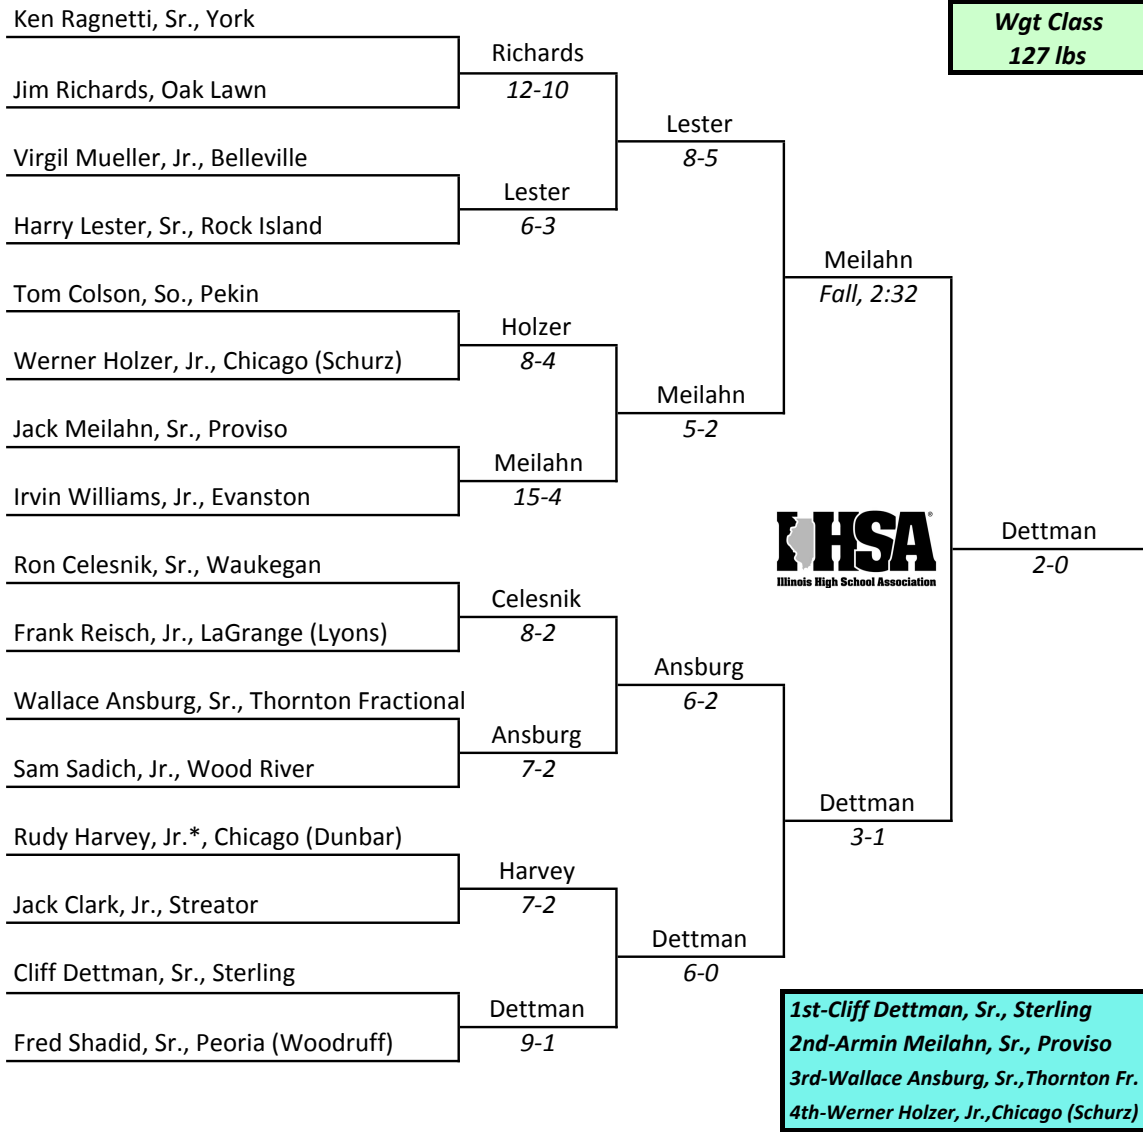 Ken Ragnetti, Sr., York
Wgt Class
127 lbs
Richards
12-10
Jim Richards, Oak Lawn
Lester
8-5
Virgil Mueller, Jr., Belleville
Lester
6-3
Harry Lester, Sr., Rock Island
Meilahn
Fall, 2:32
Tom Colson, So., Pekin
Holzer
8-4
Werner Holzer, Jr., Chicago (Schurz)
Meilahn
5-2
Jack Meilahn, Sr., Proviso
Meilahn
15-4
Irvin Williams, Jr., Evanston
IHSA®
Illinois High School Association
Dettman
2-0
Ron Celesnik, Sr., Waukegan
Celesnik
8-2
Frank Reisch, Jr., LaGrange (Lyons)
Ansburg
6-2
Wallace Ansburg, Sr., Thornton Fractional
Ansburg
7-2
Sam Sadich, Jr., Wood River
Dettman
3-1
Rudy Harvey, Jr.*, Chicago (Dunbar)
Harvey
7-2
Jack Clark, Jr., Streator
Dettman
6-0
Cliff Dettman, Sr., Sterling
Dettman
9-1
Fred Shadid, Sr., Peoria (Woodruff)
1st-Cliff Dettman, Sr., Sterling
2nd-Armin Meilahn, Sr., Proviso
3rd-Wallace Ansburg, Sr.,Thornton Fr.
4th-Werner Holzer, Jr.,Chicago (Schurz)